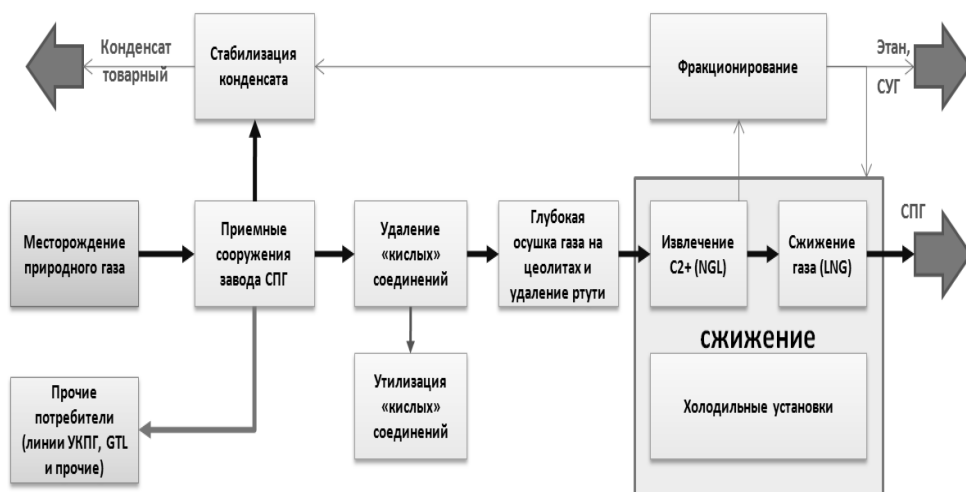 Конденсат
товарный
Стабилизация
конденсата
Фракционирование
Этан,
СУГ
Месторождение
природного газа
Приемные
сооружения
завода СПГ
Удаление
«кислых»
соединений
Глубокая
осушка газа на
цеолитах и
удаление ртути
Извлечение
С2+ (NGL)
Сжижение
газа (LNG)
СПГ
сжижение
Прочие
потребители
(линии УКПГ, GTL
и прочие)
Утилизация
«кислых»
соединений
Холодильные установки